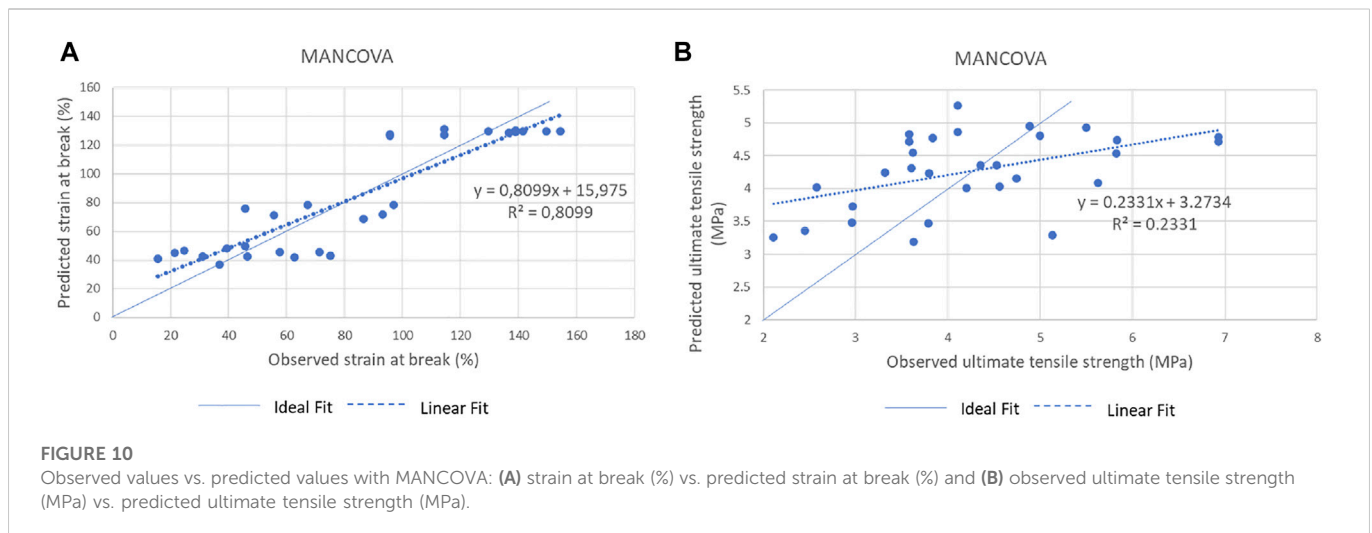 A
MANCOVA
Predicted strain at break (%)
160
140
120
100
80
60
40
20
0
0 20 40 60 80 100 120 140 160 180
y = 0,8099x + 15,975
R² = 0,8099
Observed strain at break (%)
Ideal Fit Linear Fit
B
MANCOVA
Predicted ultimate tensile strength
(MPa)
5.5
5
4.5
4
3.5
3
2.5
2
2 3 4 5 6 7 8
y = 0.2331x + 3.2734
R² = 0.2331
Observed ultimate tensile strength (MPa)
Ideal Fit Linear Fit
FIGURE 10
Observed values vs. predicted values with MANCOVA: (A) strain at break (%) vs. predicted strain at break (%) and (B) observed ultimate tensile strength
(MPa) vs. predicted ultimate tensile strength (MPa).